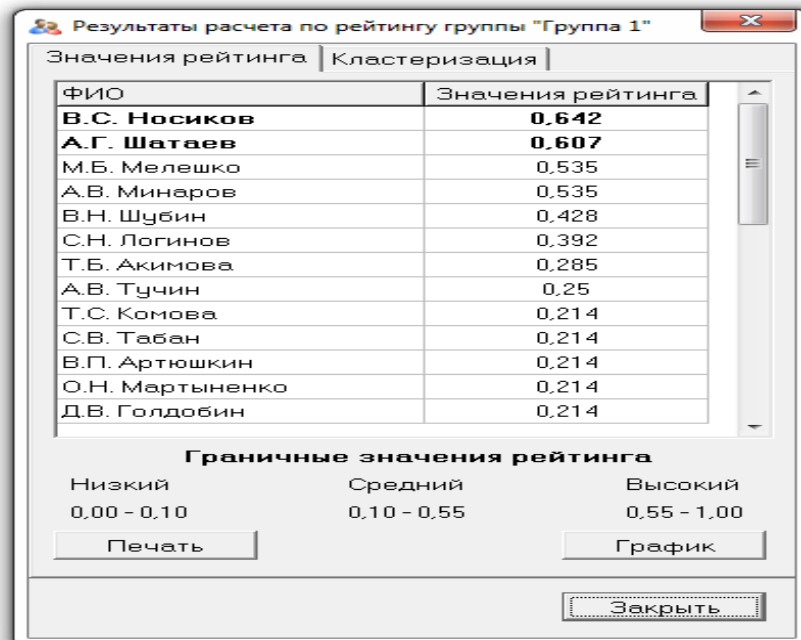 Результаты расчета по рейтингу группы "Группа 1"
Значения рейтинга Кластеризация
ФИО Значения рейтинга
В.С. Носиков 0,642
А.Г. Шатаев 0,607
М.Б. Мелешко 0,535
А.В. Минаров 0,535
В.Н. Шубин 0,428
С.Н. Логинов 0,392
Т.Б. Акимова 0,285
А.В. Тучин 0,25
Т.С. Комова 0,214
С.В. Табан 0,214
В.П. Артюшкин 0,214
О.Н. Мартыненко 0,214
Д.В. Голдобин 0,214
Граничные значения рейтинга
Низкий Средний Высокий
0,00 - 0,10 0,10 - 0,55 0,55 - 1,00
Печать График
Закрыть